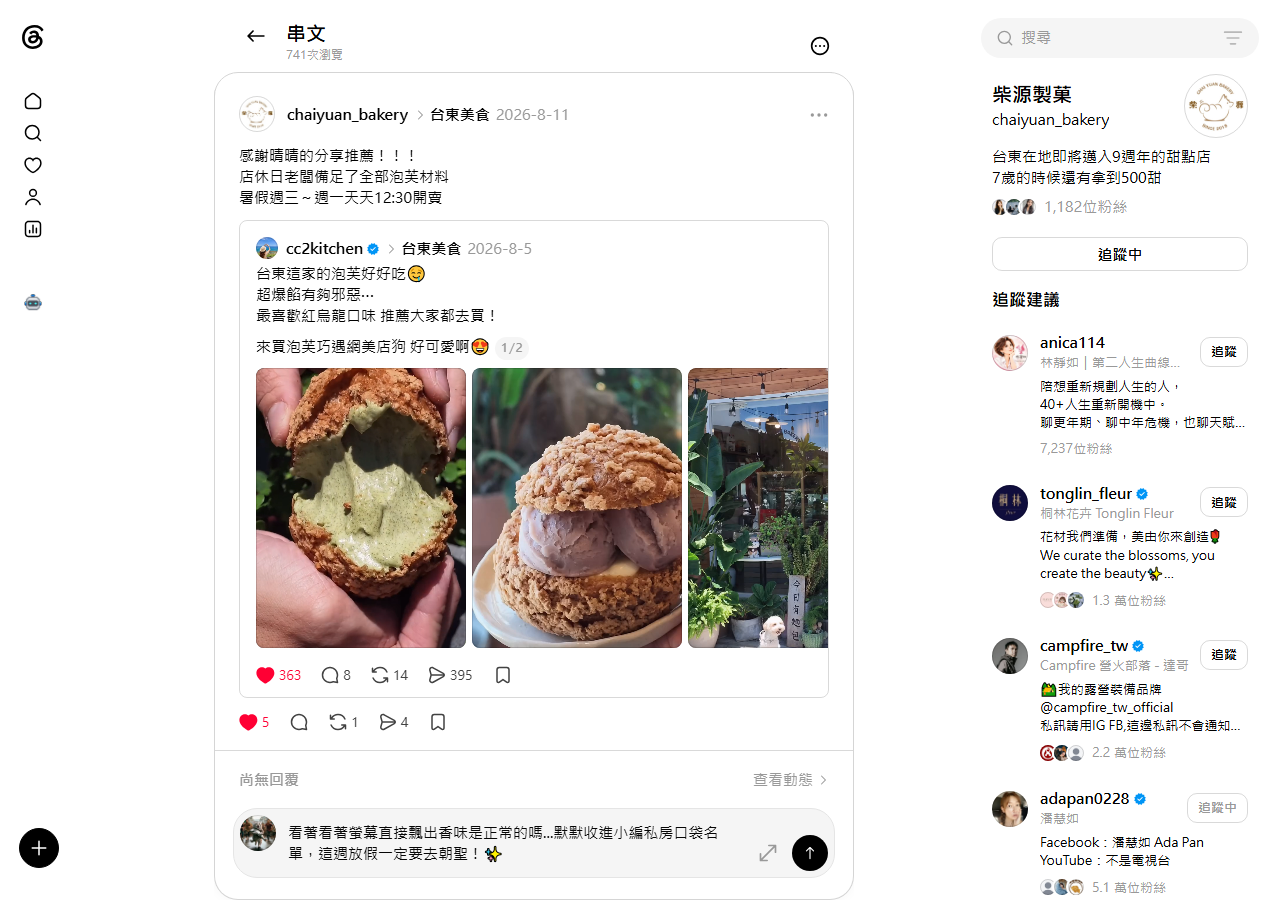 串文
741次瀏覽
chaiyuan_bakery > 台東美食 2026-8-11
感謝晴晴的分享推薦！！！
店休日老闆備足了全部泡芙材料
暑假週三～週一天天12:30開賣
cc2kitchen > 台東美食 2026-8-5
台東這家的泡芙好好吃😋
超爆餡有夠邪惡⋯
最喜歡紅烏龍口味 推薦大家都去買！
來買泡芙巧遇網美店狗 好可愛啊😍 1/2
今日有麵包
363 8 14 395
5 1 4
尚無回覆
查看動態 >
看著看著螢幕直接飄出香味是正常的嗎...默默收進小編私房口袋名
單，這週放假一定要去朝聖！✨
搜尋
柴源製菓
chaiyuan_bakery
台東在地即將邁入9週年的甜點店
7歲的時候還有拿到500甜
1,182位粉絲
追蹤中
追蹤建議
anica114
林靜如｜第二人生曲線...
追蹤
陪想重新規劃人生的人，
40+人生重新開機中。
聊更年期、聊中年危機，也聊天賦...
7,237位粉絲
tonglin_fleur
桐林花卉 Tonglin Fleur
追蹤
桐林
花材我們準備，美由你來創造🌹
We curate the blossoms, you
create the beauty✨...
1.3 萬位粉絲
campfire_tw
Campfire 營火部落 - 達哥
追蹤
🏕️我的露營裝備品牌
@campfire_tw_official
私訊請用IG FB,這邊私訊不會通知...
2.2 萬位粉絲
adapan0228
潘慧如
追蹤中
Facebook：潘慧如 Ada Pan
YouTube：不是電視台
5.1 萬位粉絲